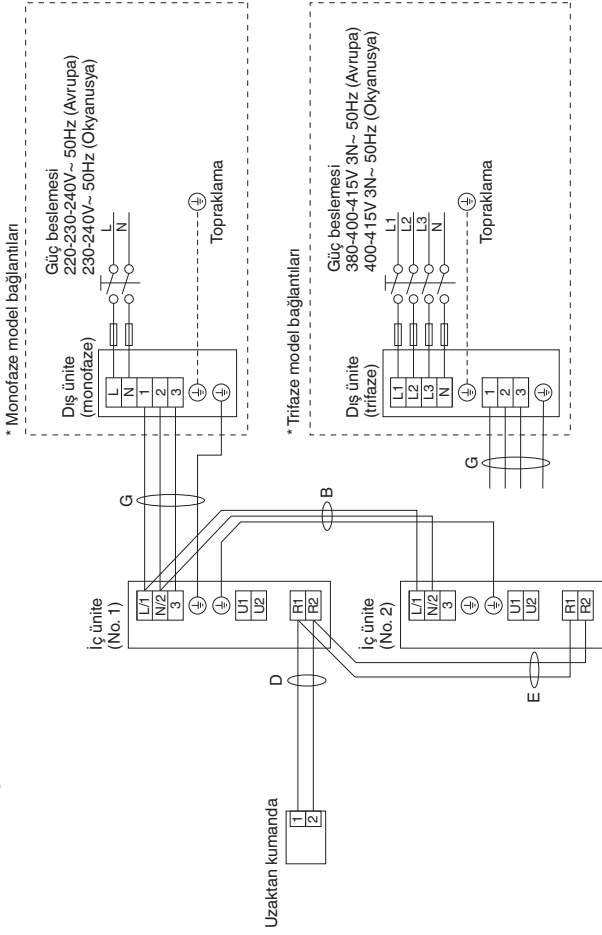 * Monofaze model bağlantıları
Güç beslemesi
220-230-240V~ 50Hz (Avrupa)
230-240V~ 50Hz (Okyanusya)
L
N
Topraklama
Dış ünite
(monofaze)
L
N
1
2
3
G
* Trifaze model bağlantıları
Güç beslemesi
380-400-415V 3N~ 50Hz (Avrupa)
400-415V 3N~ 50Hz (Okyanusya)
L1
L2
L3
N
Topraklama
Dış ünite
(trifaze)
L1
L2
L3
N
1
2
3
G
B
İç ünite
(No. 1)
L/1
N/2
3
U1
U2
R1
R2
İç ünite
(No. 2)
L/1
N/2
3
U1
U2
R1
R2
D
E
Uzaktan kumanda
1
2